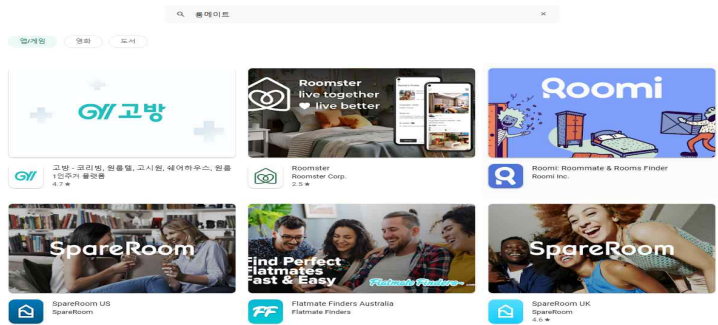 룸메이트
앱/게임
영화
도서
고방
Roomster
live together
live better
Roomi
고방 - 코리빙, 원룸텔, 고시원, 쉐어하우스, 원룸
1인주거 플랫폼
4.7★
Roomster
Roomster Corp.
2.5★
Roomi: Roommate & Rooms Finder
Roomi Inc.
SpareRoom
Find Perfect
Flatmates
Fast & Easy
Flatmate Finders
SpareRoom
SpareRoom US
SpareRoom
FF
Flatmate Finders Australia
Flatmate Finders
SpareRoom UK
SpareRoom
4.6★